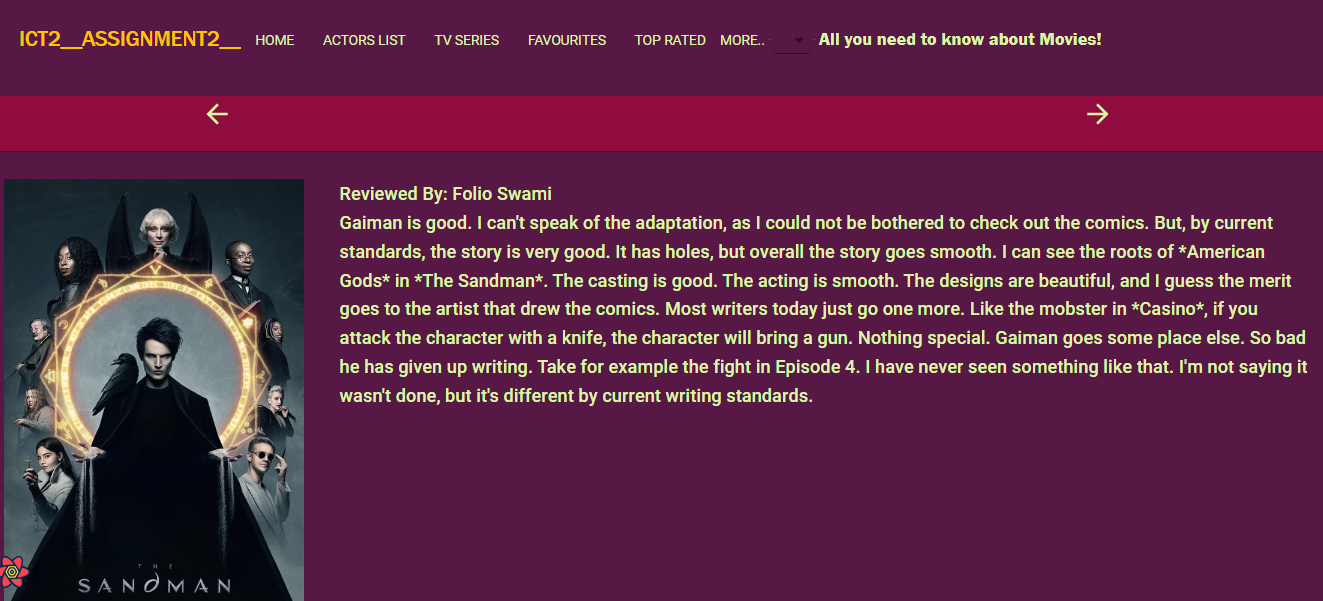 ICT2__ASSIGNMENT2__ HOME ACTORS LIST TV SERIES FAVOURITES TOP RATED MORE.. All you need to know about Movies!
Reviewed By: Folio Swami
Gaiman is good. I can't speak of the adaptation, as I could not be bothered to check out the comics. But, by current
standards, the story is very good. It has holes, but overall the story goes smooth. I can see the roots of *American
Gods* in *The Sandman*. The casting is good. The acting is smooth. The designs are beautiful, and I guess the merit
goes to the artist that drew the comics. Most writers today just go one more. Like the mobster in *Casino*, if you
attack the character with a knife, the character will bring a gun. Nothing special. Gaiman goes some place else. So bad
he has given up writing. Take for example the fight in Episode 4. I have never seen something like that. I'm not saying it
wasn't done, but it's different by current writing standards.
THE
SANDMAN